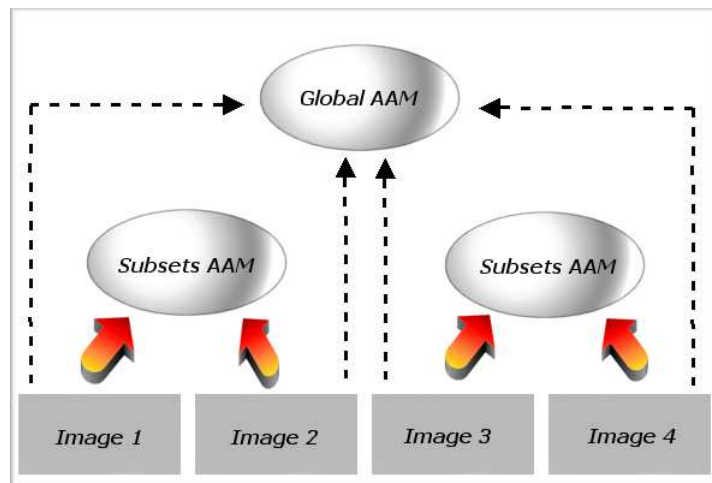 Global AAM
Subsets AAM
Subsets AAM
Image 1
Image 2
Image 3
Image 4